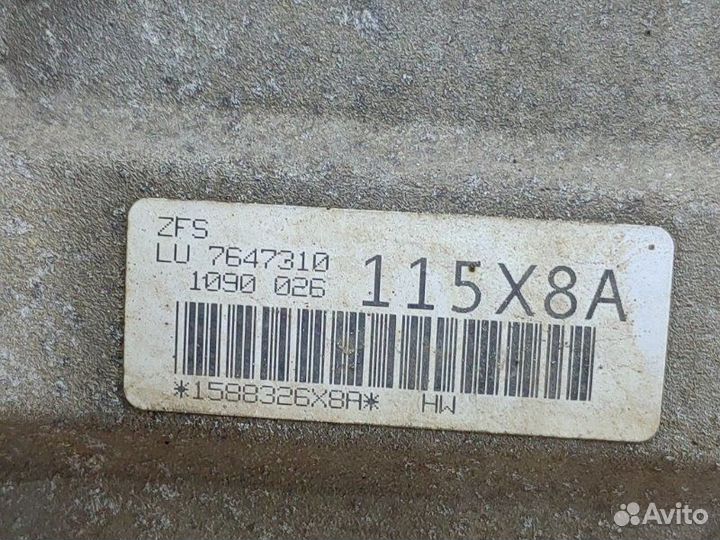 ZFS
LU 7647310
1090 026
115X8A
*1588326X8A* HW
Avito